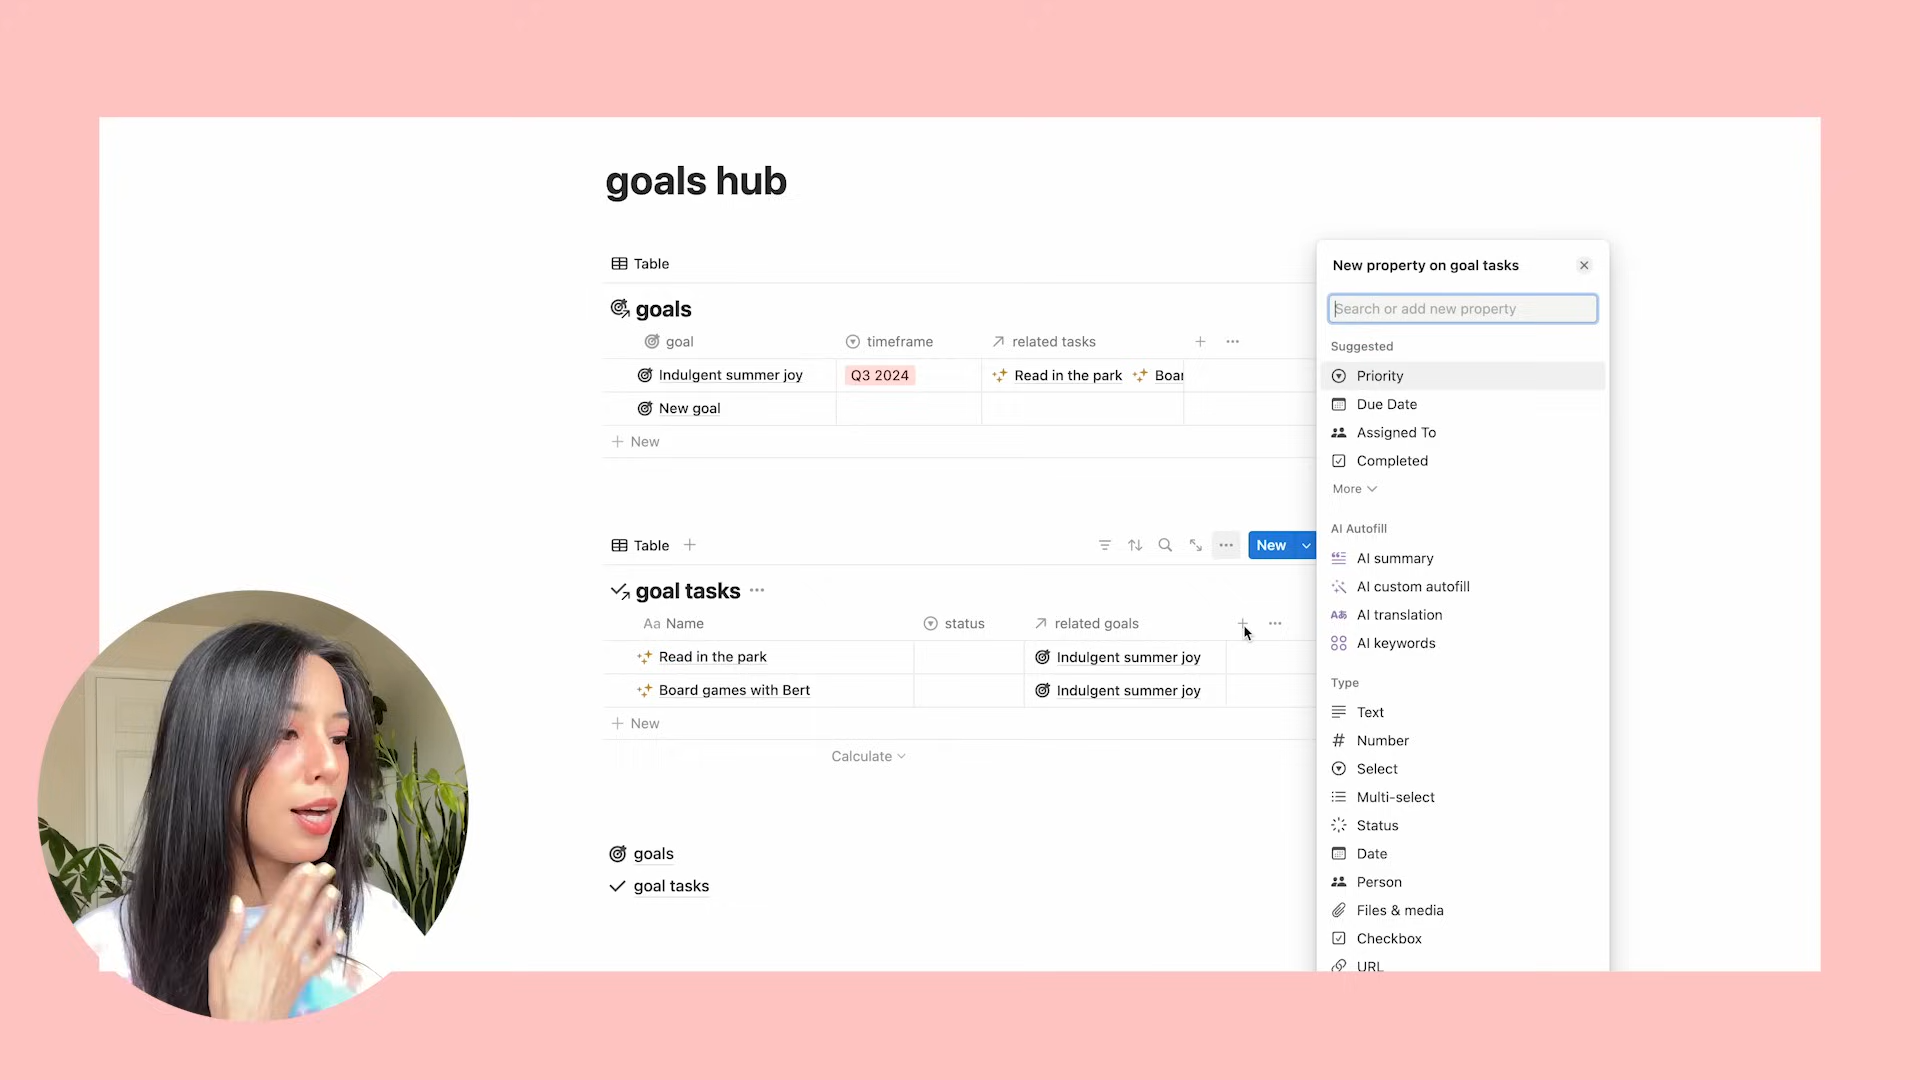 goals hub
Table
goals
goal timeframe related tasks
Indulgent summer joy Q3 2024 Read in the park Boar
New goal
New
Table
New
goal tasks
Aa Name status related goals
Read in the park Indulgent summer joy
Board games with Bert Indulgent summer joy
New
Calculate
goals
goal tasks
New property on goal tasks
Search or add new property
Suggested
Priority
Due Date
Assigned To
Completed
More
AI Autofill
AI summary
AI custom autofill
AI translation
AI keywords
Type
Text
Number
Select
Multi-select
Status
Date
Person
Files & media
Checkbox
URL